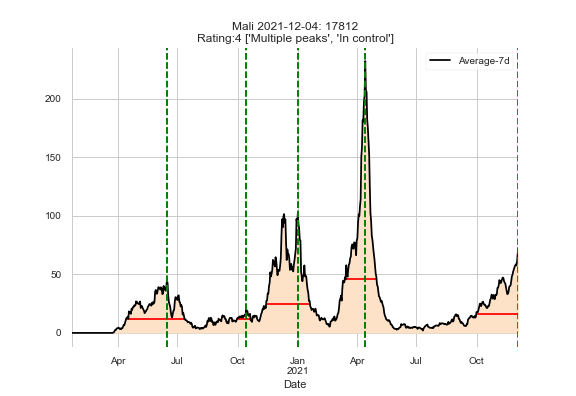 Mali 2021-12-04: 17812
Rating:4 ['Multiple peaks', 'In control']
Average-7d
200
150
100
50
0
Apr Jul Oct Jan Apr Jul Oct
2021
Date